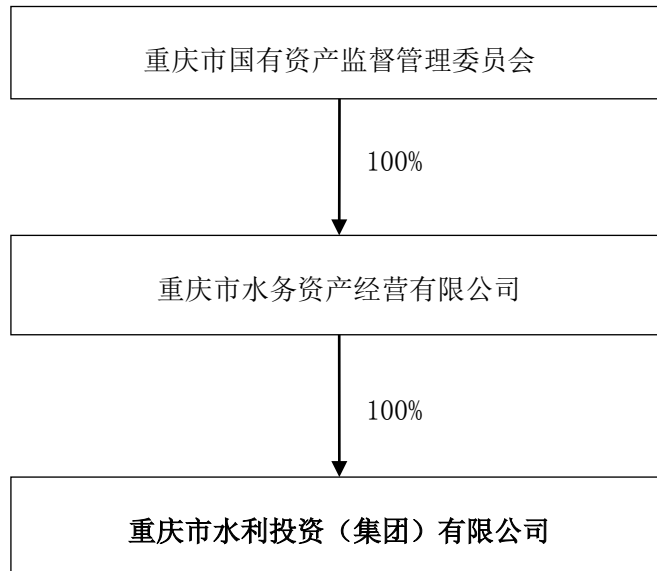 重庆市国有资产监督管理委员会
100%
重庆市水务资产经营有限公司
100%
重庆市水利投资（集团）有限公司